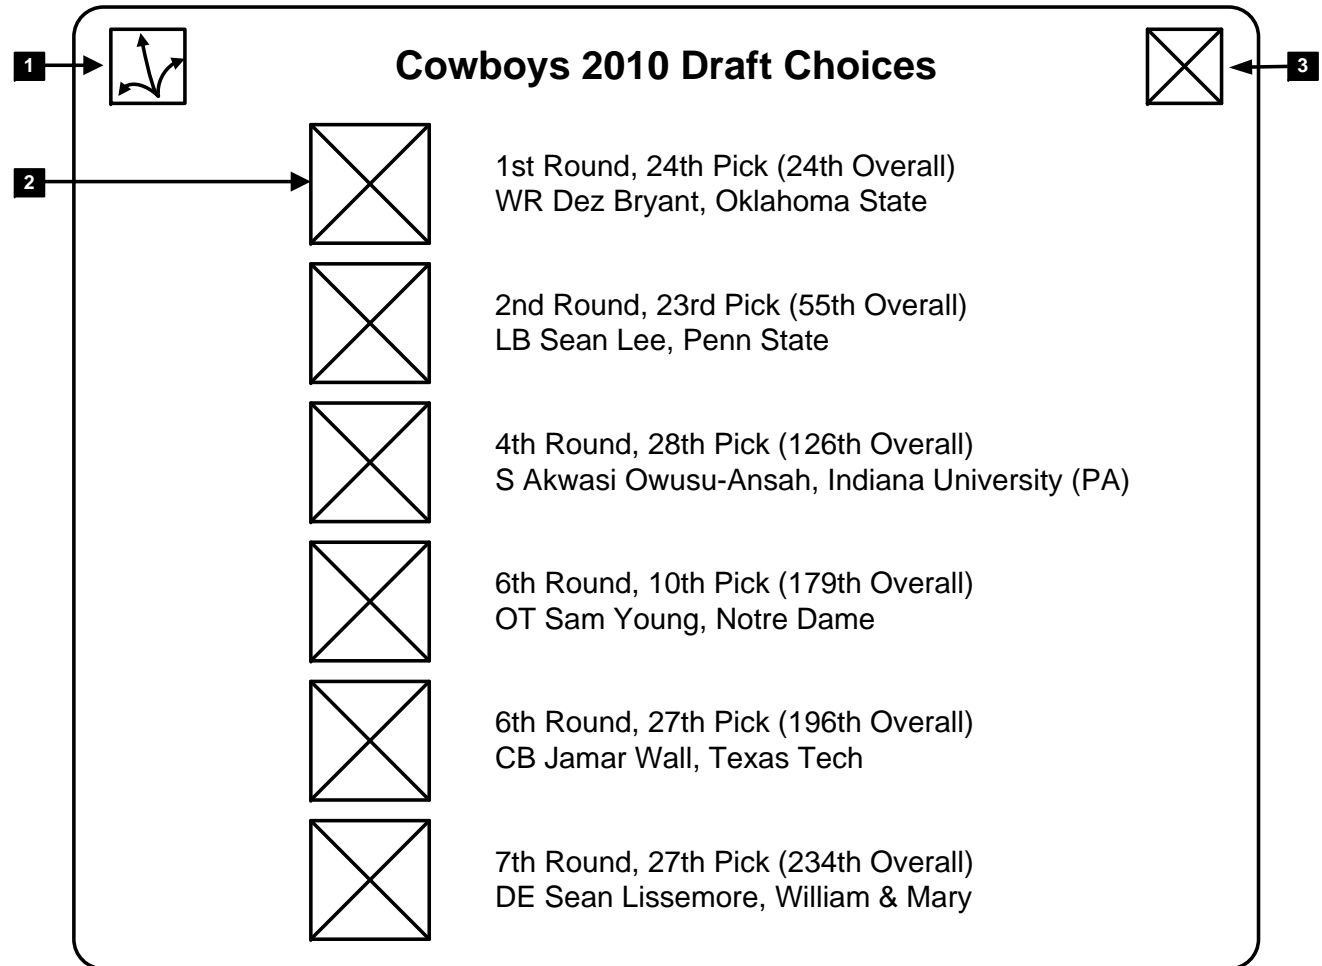 1
Cowboys 2010 Draft Choices
3
2
1st Round, 24th Pick (24th Overall)
WR Dez Bryant, Oklahoma State
2nd Round, 23rd Pick (55th Overall)
LB Sean Lee, Penn State
4th Round, 28th Pick (126th Overall)
S Akwasi Owusu-Ansah, Indiana University (PA)
6th Round, 10th Pick (179th Overall)
OT Sam Young, Notre Dame
6th Round, 27th Pick (196th Overall)
CB Jamar Wall, Texas Tech
7th Round, 27th Pick (234th Overall)
DE Sean Lissemore, William & Mary